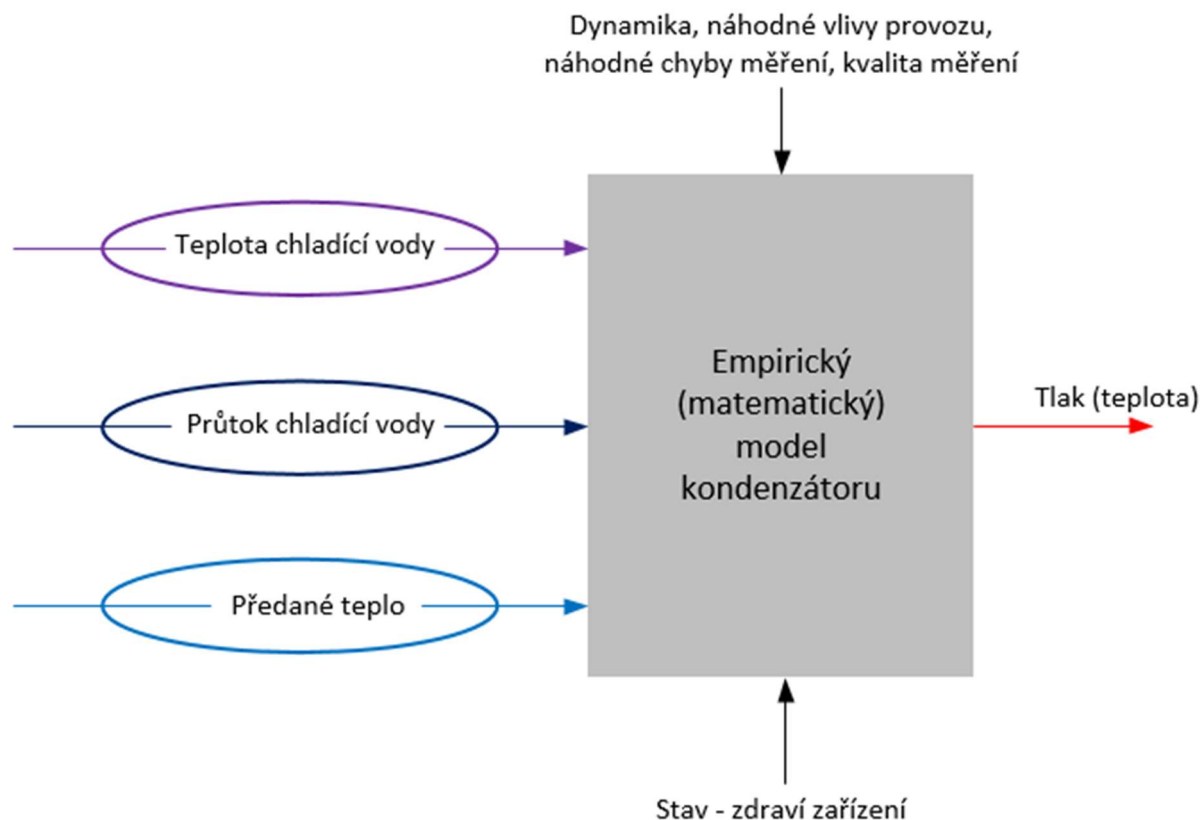 Dynamika, náhodné vlivy provozu,
náhodné chyby měření, kvalita měření
Teplota chladící vody
Průtok chladící vody
Předané teplo
Empirický
(matematický)
model
kondenzátoru
Tlak (teplota)
Stav - zdraví zařízení